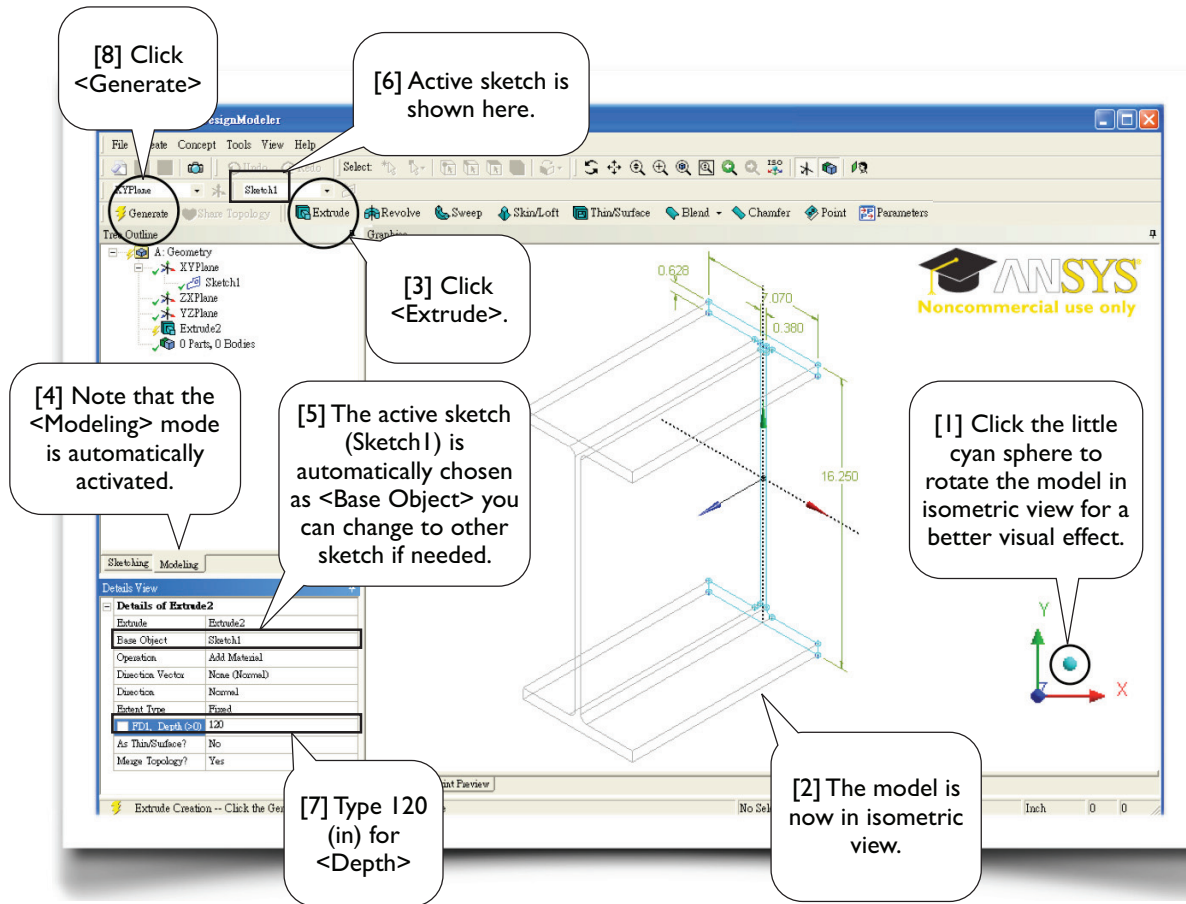 [8] Click
<Generate>
[6] Active sketch is
shown here.
DesignModeler
File Create Concept Tools View Help
Undo Redo Select:
XYPlane Sketch1
Generate Share Topology Extrude Revolve Sweep Skin/Loft Thin/Surface Blend Chamfer Point Parameters
Tree Outline
Graphics
A: Geometry
XYPlane
Sketch1
ZXPlane
YZPlane
Extrude2
0 Parts, 0 Bodies
[3] Click
<Extrude>.
0.628
7.070
0.380
16.250
ANSYS
Noncommercial use only
[4] Note that the
<Modeling> mode
is automatically
activated.
[5] The active sketch
(Sketch1) is
automatically chosen
as <Base Object> you
can change to other
sketch if needed.
[1] Click the little
cyan sphere to
rotate the model in
isometric view for a
better visual effect.
Sketching Modeling
Details View
Details of Extrude2
Extrude Extrude2
Base Object Sketch1
Operation Add Material
Direction Vector None (Normal)
Direction Normal
Extent Type Fixed
FD1, Depth (>0) 120
As Thin/Surface? No
Merge Topology? Yes
Y
Z
X
[7] Type 120
(in) for
<Depth>
[2] The model is
now in isometric
view.
Print Preview
Extrude Creation -- Click the Ge
No Sel
Inch 0 0